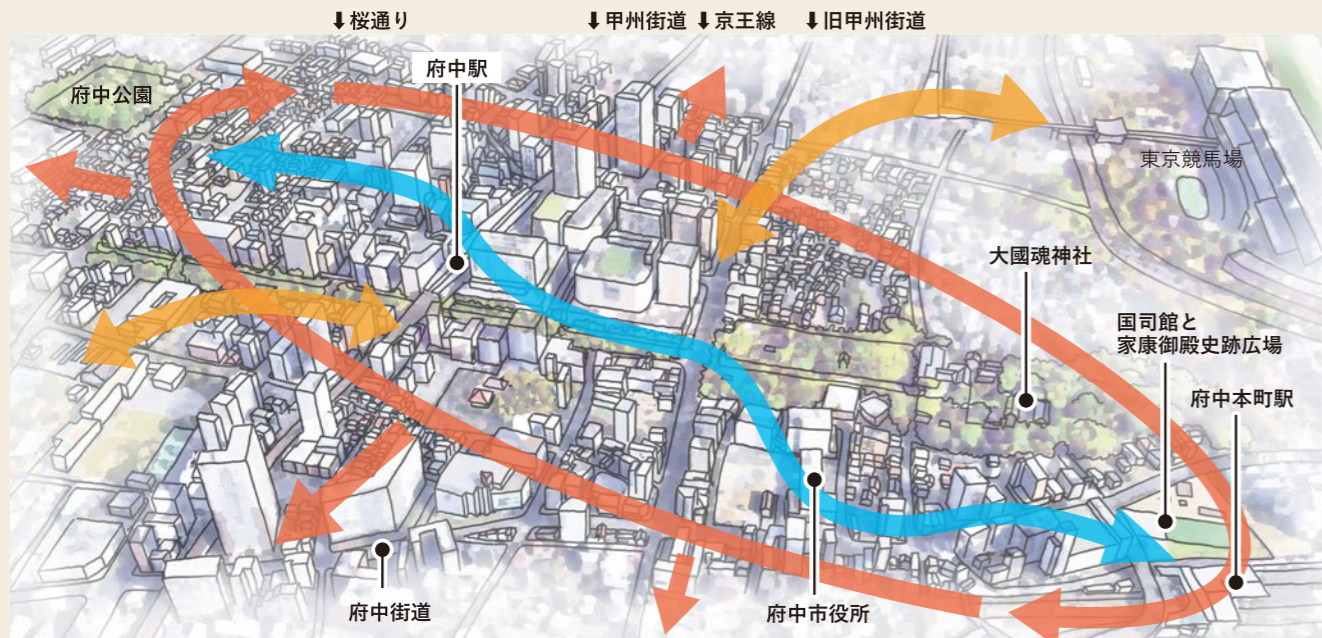 ⬇桜通り
⬇甲州街道
⬇京王線
⬇旧甲州街道
府中駅
府中公園
東京競馬場
大國魂神社
国司館と
家康御殿史跡広場
府中本町駅
府中街道
府中市役所